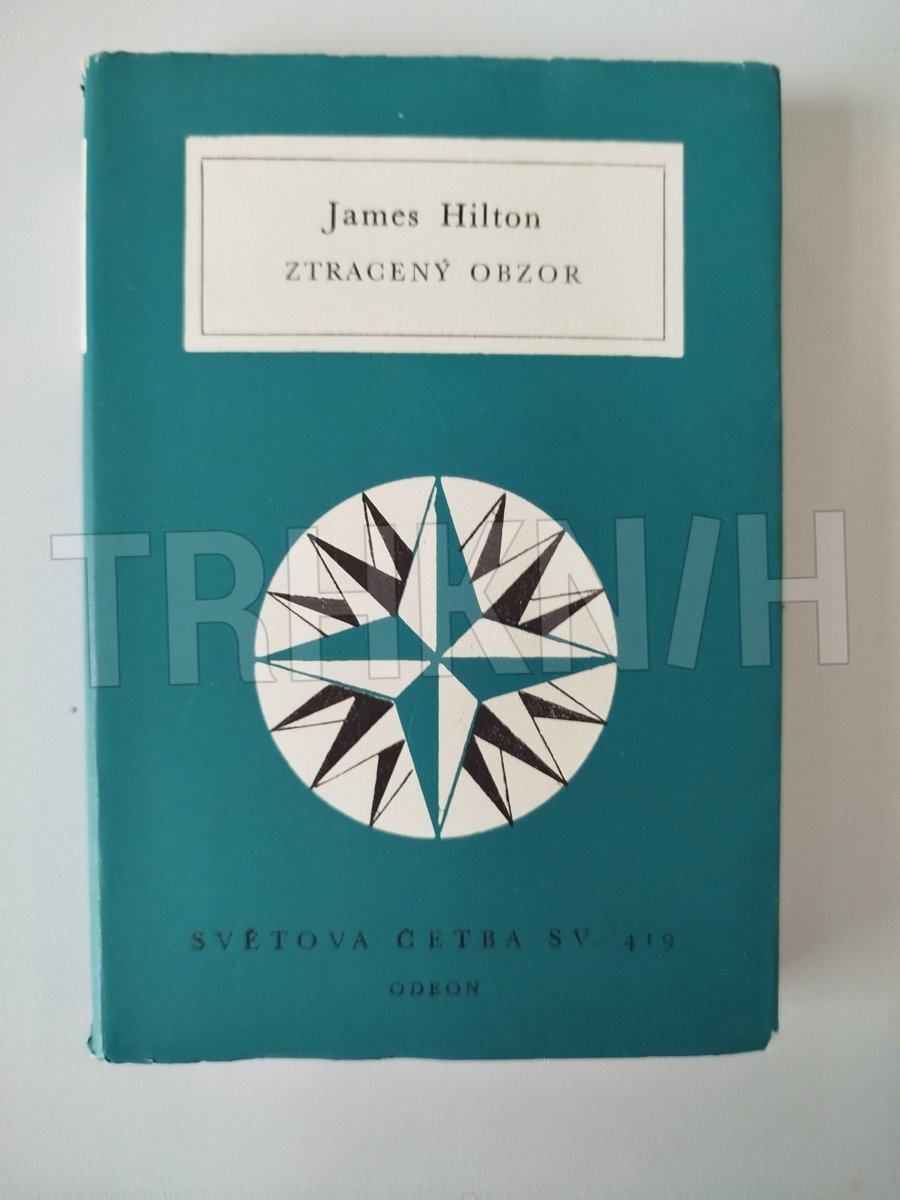 James Hilton
ZTRACENÝ OBZOR
TRHKNIH
SVĚTOVÁ ČETBA SV. 419
ODEON